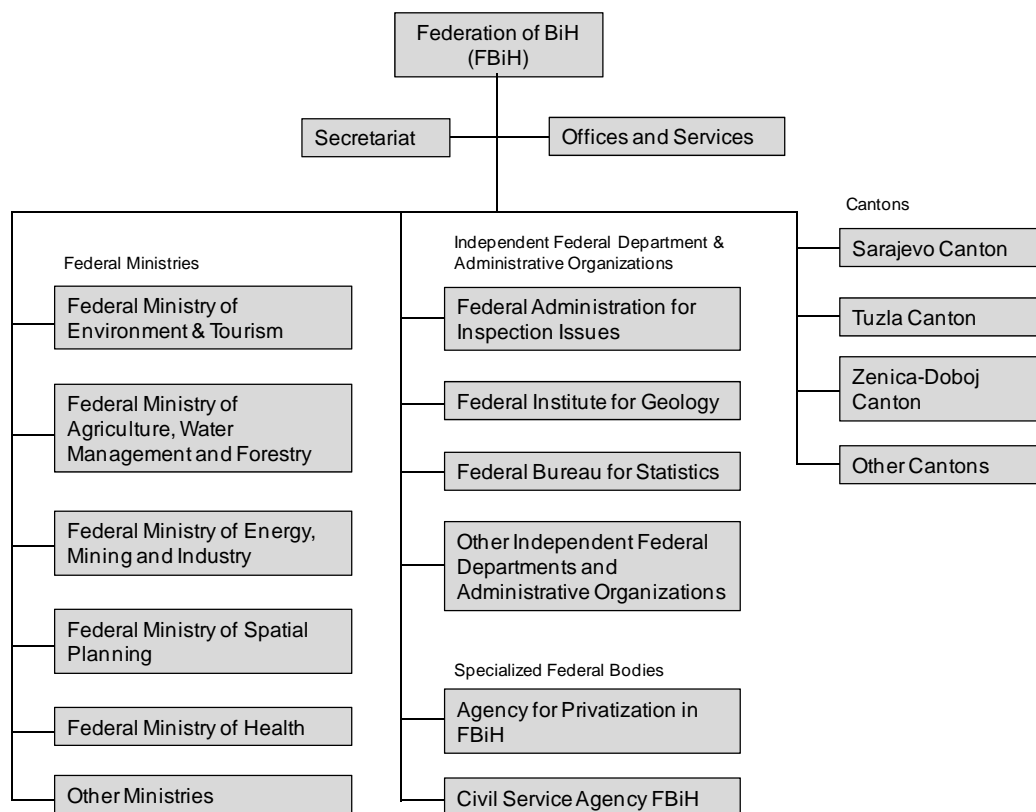 Federation of BiH
(FBiH)
Secretariat
Offices and Services
Federal Ministries
Federal Ministry of
Environment & Tourism
Federal Ministry of
Agriculture, Water
Management and Forestry
Federal Ministry of Energy,
Mining and Industry
Federal Ministry of Spatial
Planning
Federal Ministry of Health
Other Ministries
Independent Federal Department &
Administrative Organizations
Federal Administration for
Inspection Issues
Federal Institute for Geology
Federal Bureau for Statistics
Other Independent Federal
Departments and
Administrative Organizations
Specialized Federal Bodies
Agency for Privatization in
FBiH
Civil Service Agency FBiH
Cantons
Sarajevo Canton
Tuzla Canton
Zenica-Doboj
Canton
Other Cantons